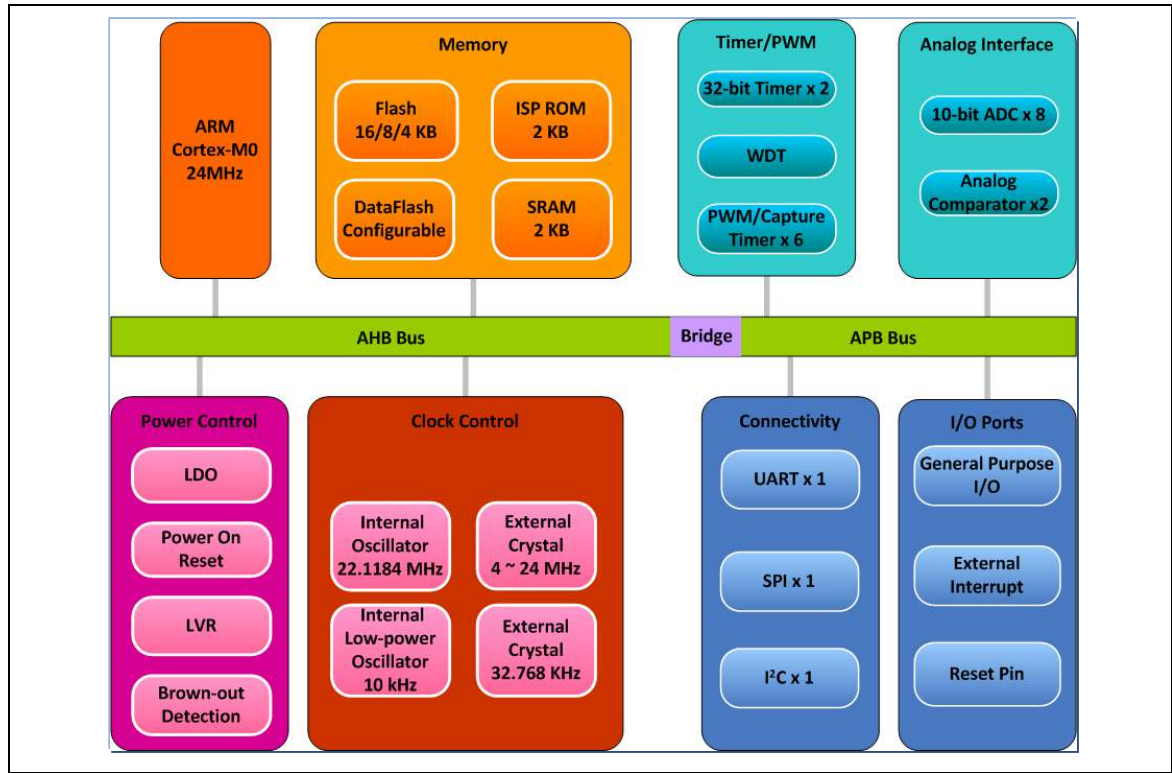 ARM
Cortex-M0
24MHz
Memory
Flash
16/8/4 KB
ISP ROM
2 KB
DataFlash
Configurable
SRAM
2 KB
Timer/PWM
32-bit Timer x 2
WDT
PWM/Capture
Timer x 6
Analog Interface
10-bit ADC x 8
Analog
Comparator x2
AHB Bus
Bridge
APB Bus
Power Control
LDO
Power On
Reset
LVR
Brown-out
Detection
Clock Control
Internal
Oscillator
22.1184 MHz
External
Crystal
4 ~ 24 MHz
Internal
Low-power
Oscillator
10 kHz
External
Crystal
32.768 KHz
Connectivity
UART x 1
SPI x 1
I²C x 1
I/O Ports
General Purpose
I/O
External
Interrupt
Reset Pin